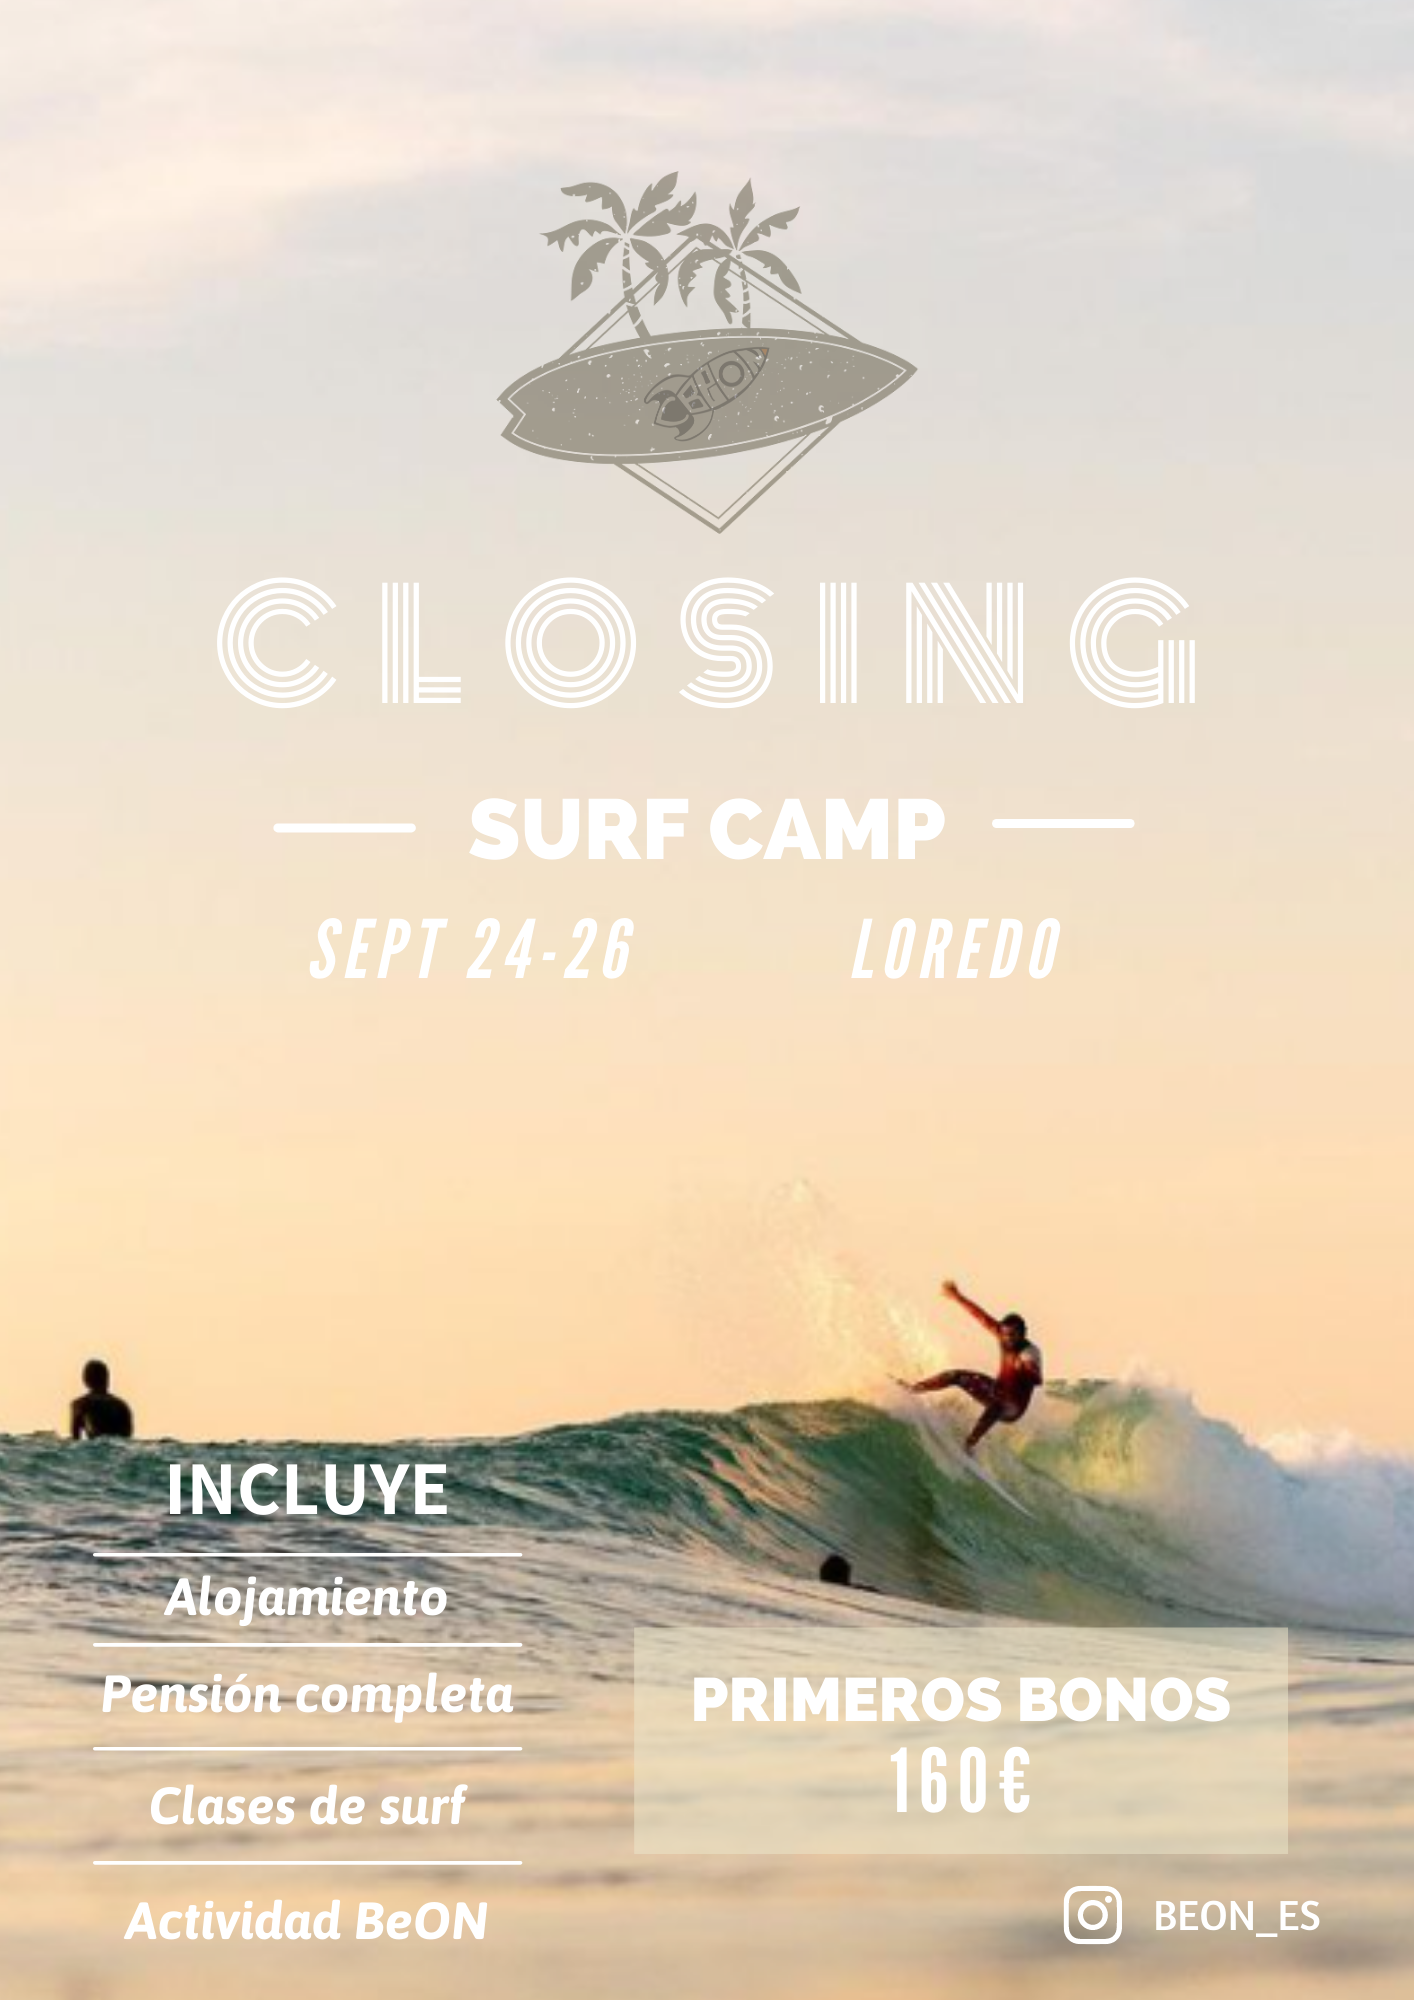 BEON
CLOSING
SURF CAMP
SEPT 24-26 LOREDO
INCLUYE
Alojamiento
Pensión completa
Clases de surf
Actividad BeON
PRIMEROS BONOS
160€
BEON_ES